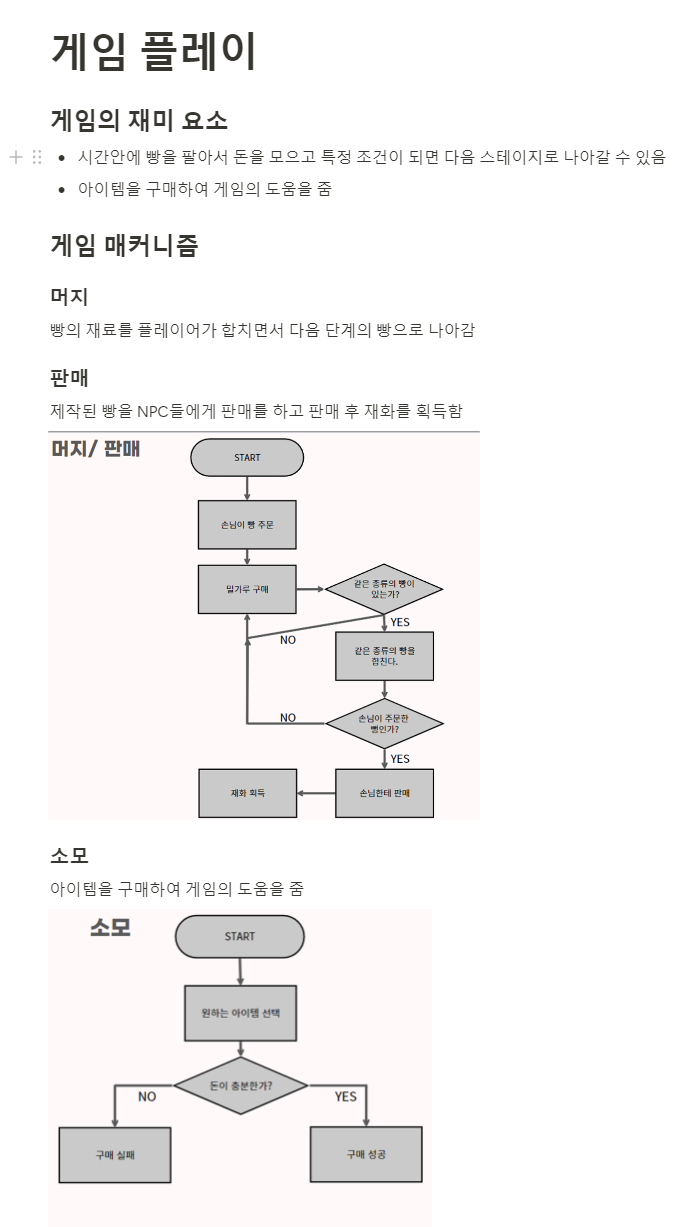 게임 플레이
게임의 재미 요소
시간안에 빵을 팔아서 돈을 모으고 특정 조건이 되면 다음 스테이지로 나아갈 수 있음
아이템을 구매하여 게임의 도움을 줌
게임 매커니즘
머지
빵의 재료를 플레이어가 합치면서 다음 단계의 빵으로 나아감
판매
제작된 빵을 NPC들에게 판매를 하고 판매 후 재화를 획득함
머지/ 판매
START
손님이 빵 주문
밀가루 구매
같은 종류의 빵이
있는가?
YES
NO
같은 종류의 빵을
합친다.
NO
손님이 주문한
빵인가?
YES
재화 획득
손님한테 판매
소모
아이템을 구매하여 게임의 도움을 줌
소모
START
원하는 아이템 선택
돈이 충분한가?
NO
YES
구매 실패
구매 성공